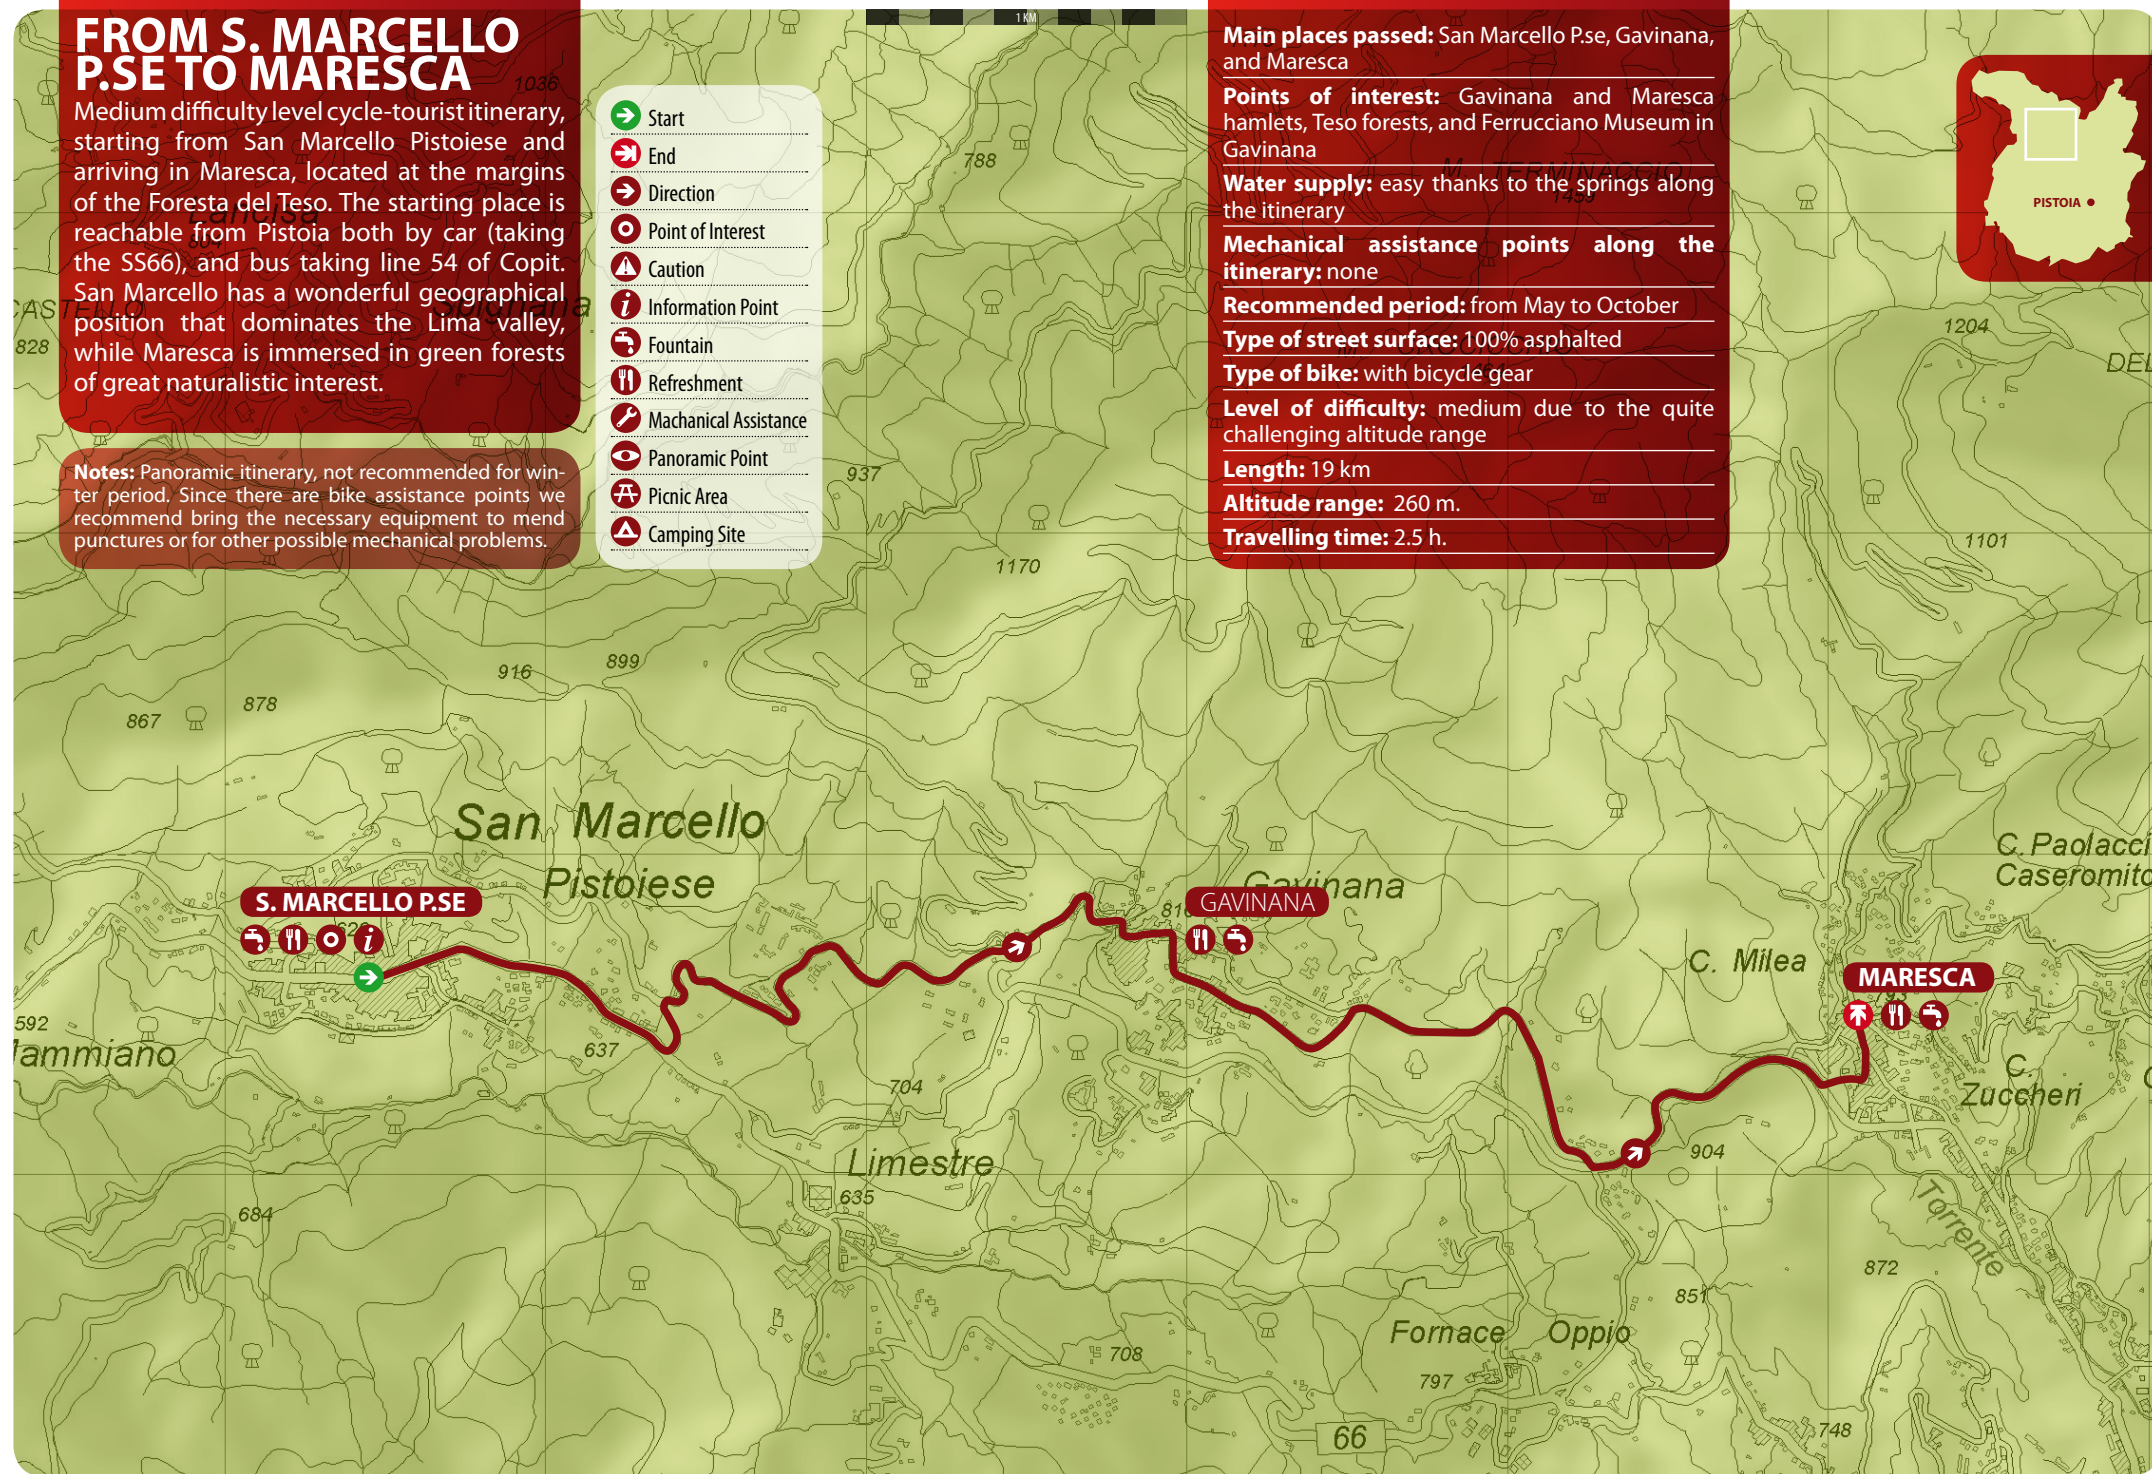 FROM S. MARCELLO
P.SE TO MARESCA
Medium difficulty level cycle-tourist itinerary,
starting from San Marcello Pistoiese and
arriving in Maresca, located at the margins
of the Foresta del Teso. The starting place is
reachable from Pistoia both by car (taking
the SS66), and bus taking line 54 of Copit.
San Marcello has a wonderful geographical
position that dominates the Lima valley,
while Maresca is immersed in green forests
of great naturalistic interest.
Notes: Panoramic itinerary, not recommended for win-
ter period. Since there are bike assistance points we
recommend bring the necessary equipment to mend
punctures or for other possible mechanical problems.
Start
End
Direction
Point of Interest
Caution
Information Point
Fountain
Refreshment
Machanical Assistance
Panoramic Point
Picnic Area
Camping Site
1 KM
Main places passed: San Marcello P.se, Gavinana,
and Maresca
Points of interest: Gavinana and Maresca
hamlets, Teso forests, and Ferrucciano Museum in
Gavinana
Water supply: easy thanks to the springs along
the itinerary
Mechanical assistance points along the
itinerary: none
Recommended period: from May to October
Type of street surface: 100% asphalted
Type of bike: with bicycle gear
Level of difficulty: medium due to the quite
challenging altitude range
Length: 19 km
Altitude range: 260 m.
Travelling time: 2.5 h.
PISTOIA
1036
788
Lancisa
804
Spignana
828
M. TERMINACCIO
1459
1204
DEL
937
1170
1101
916
899
878
867
San Marcello
Pistoiese
S. MARCELLO P.SE
Gavinana
GAVINANA
C. Paolacci
Caseromito
C. Milea
MARESCA
592
637
704
C.
Zuccheri
Limestre
635
904
684
Torrente
872
851
Fornace
Oppio
708
797
66
748